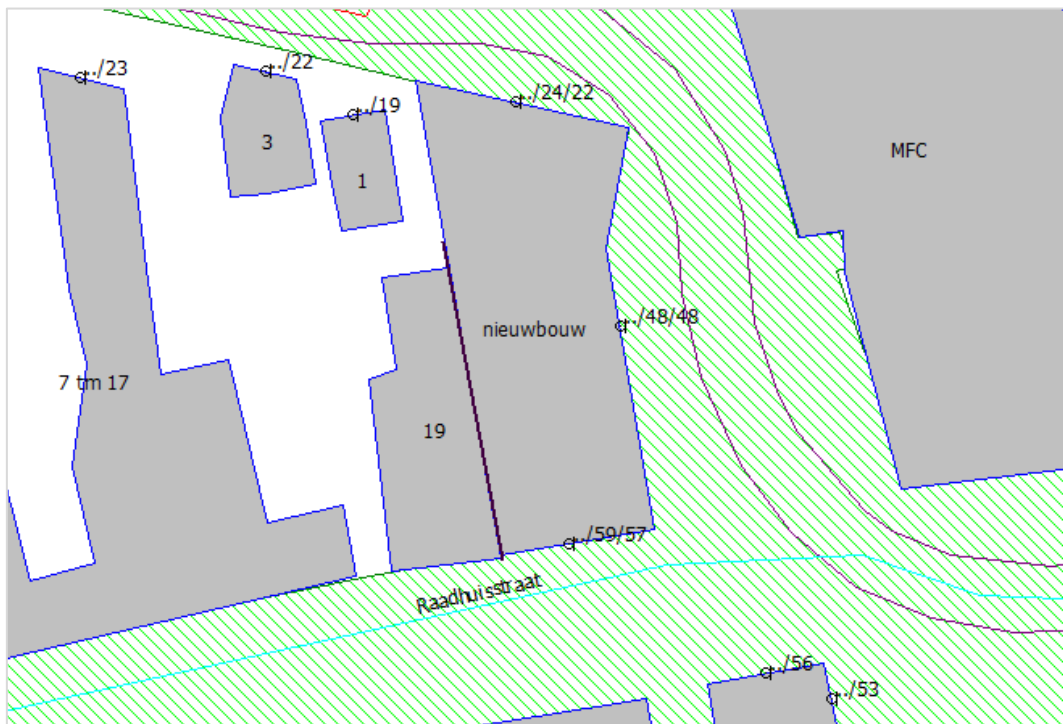 ../23
../22
../24/22
../19
3
1
MFC
nieuwbouw
../48/48
7 tm 17
19
../59/57
Raadhuisstraat
../56
../53